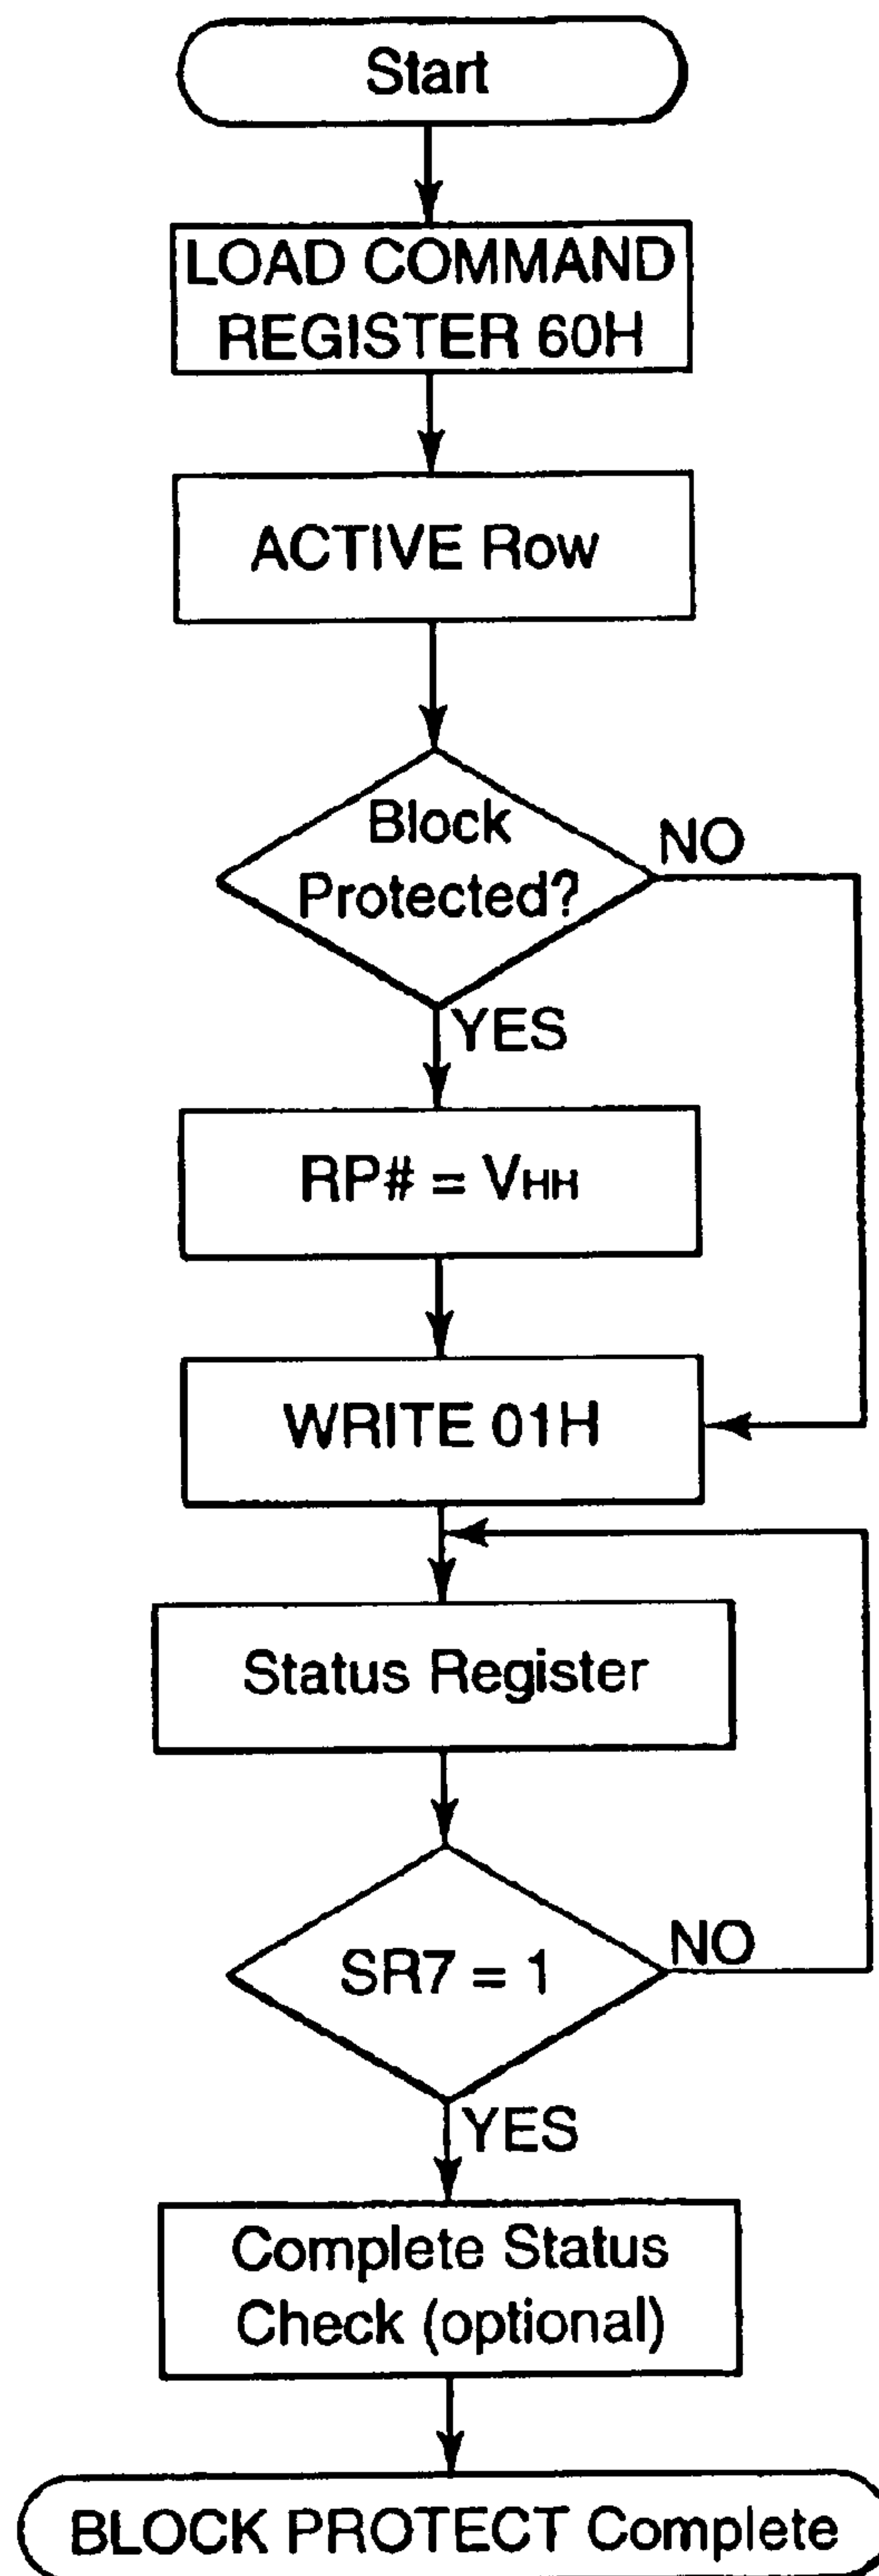 Start
LOAD COMMAND
REGISTER 60H
ACTIVE Row
Block
Protected?
NO
YES
RP# = VHH
WRITE 01H
Status Register
SR7 = 1
NO
YES
Complete Status
Check (optional)
BLOCK PROTECT Complete